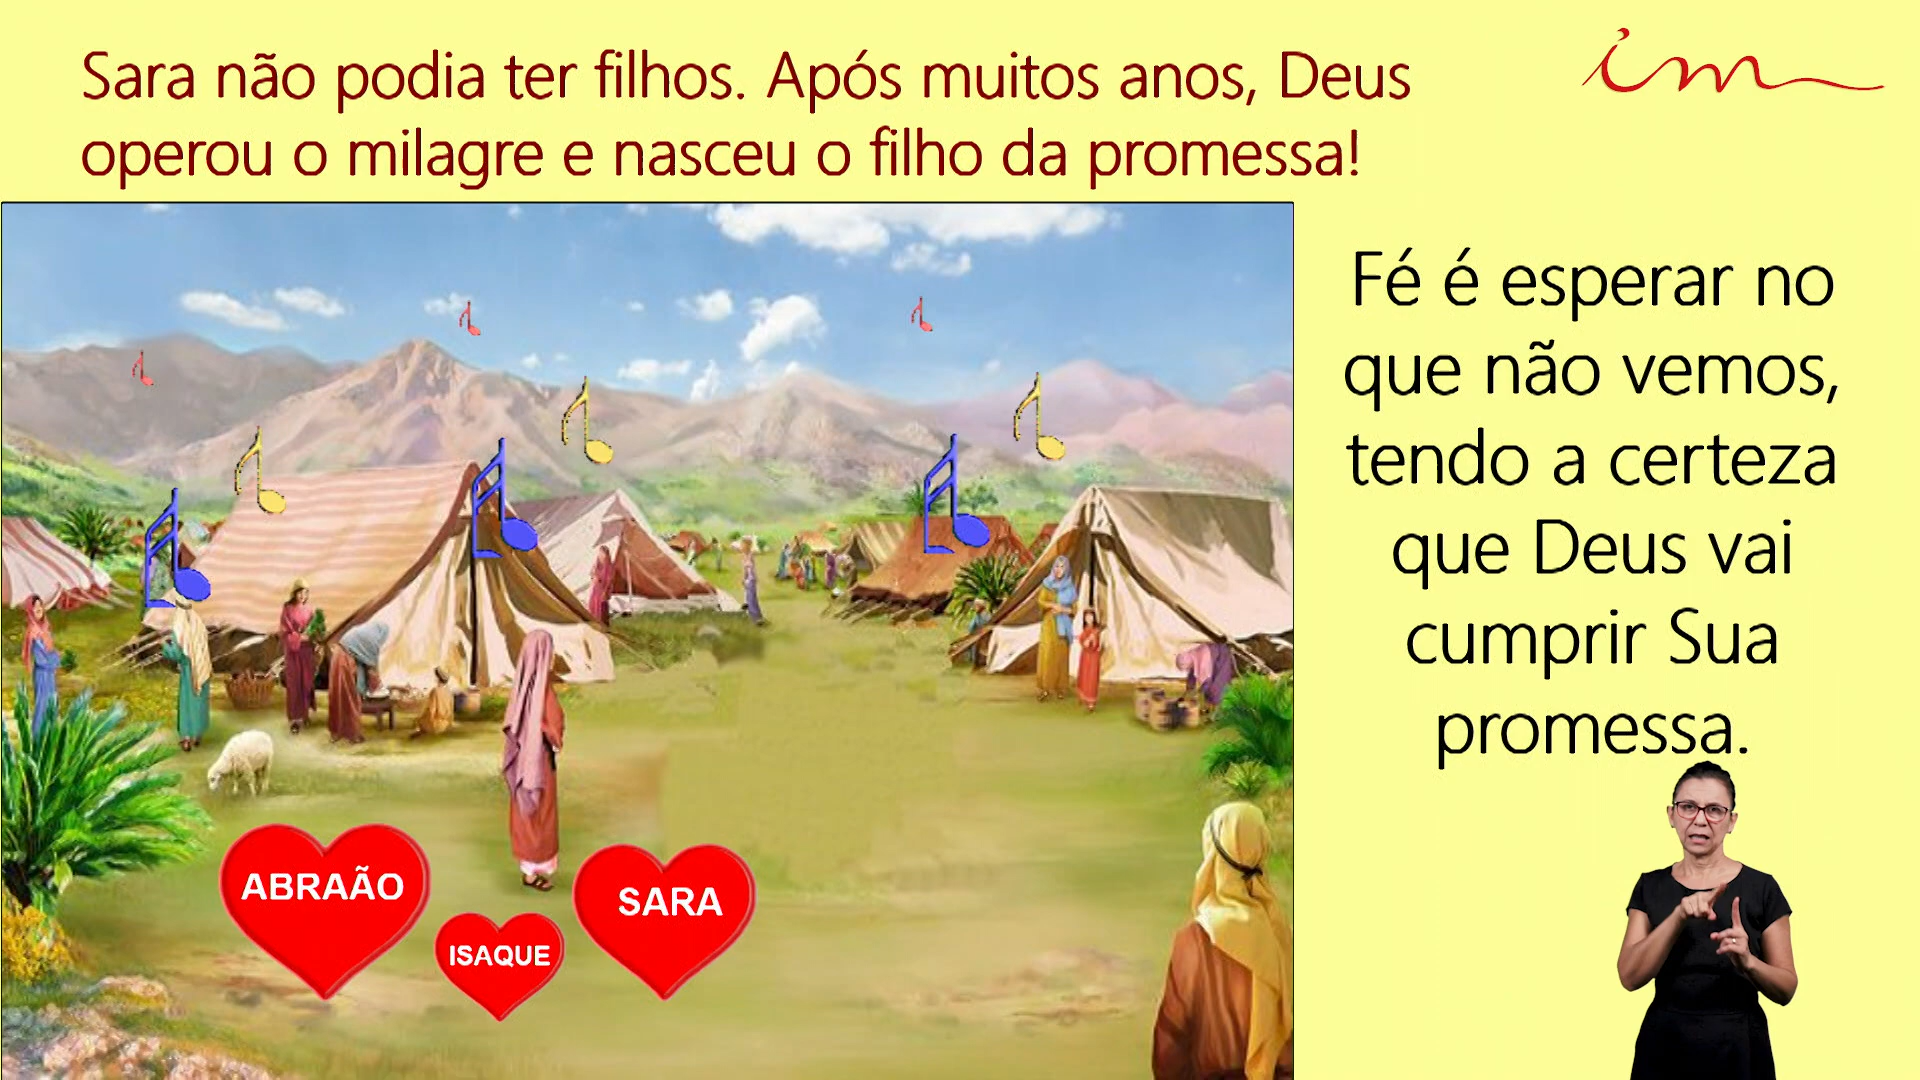 Sara não podia ter filhos. Após muitos anos, Deus
operou o milagre e nasceu o filho da promessa!
im
Fé é esperar no
que não vemos,
tendo a certeza
que Deus vai
cumprir Sua
promessa.
ABRAÃO
SARA
ISAQUE